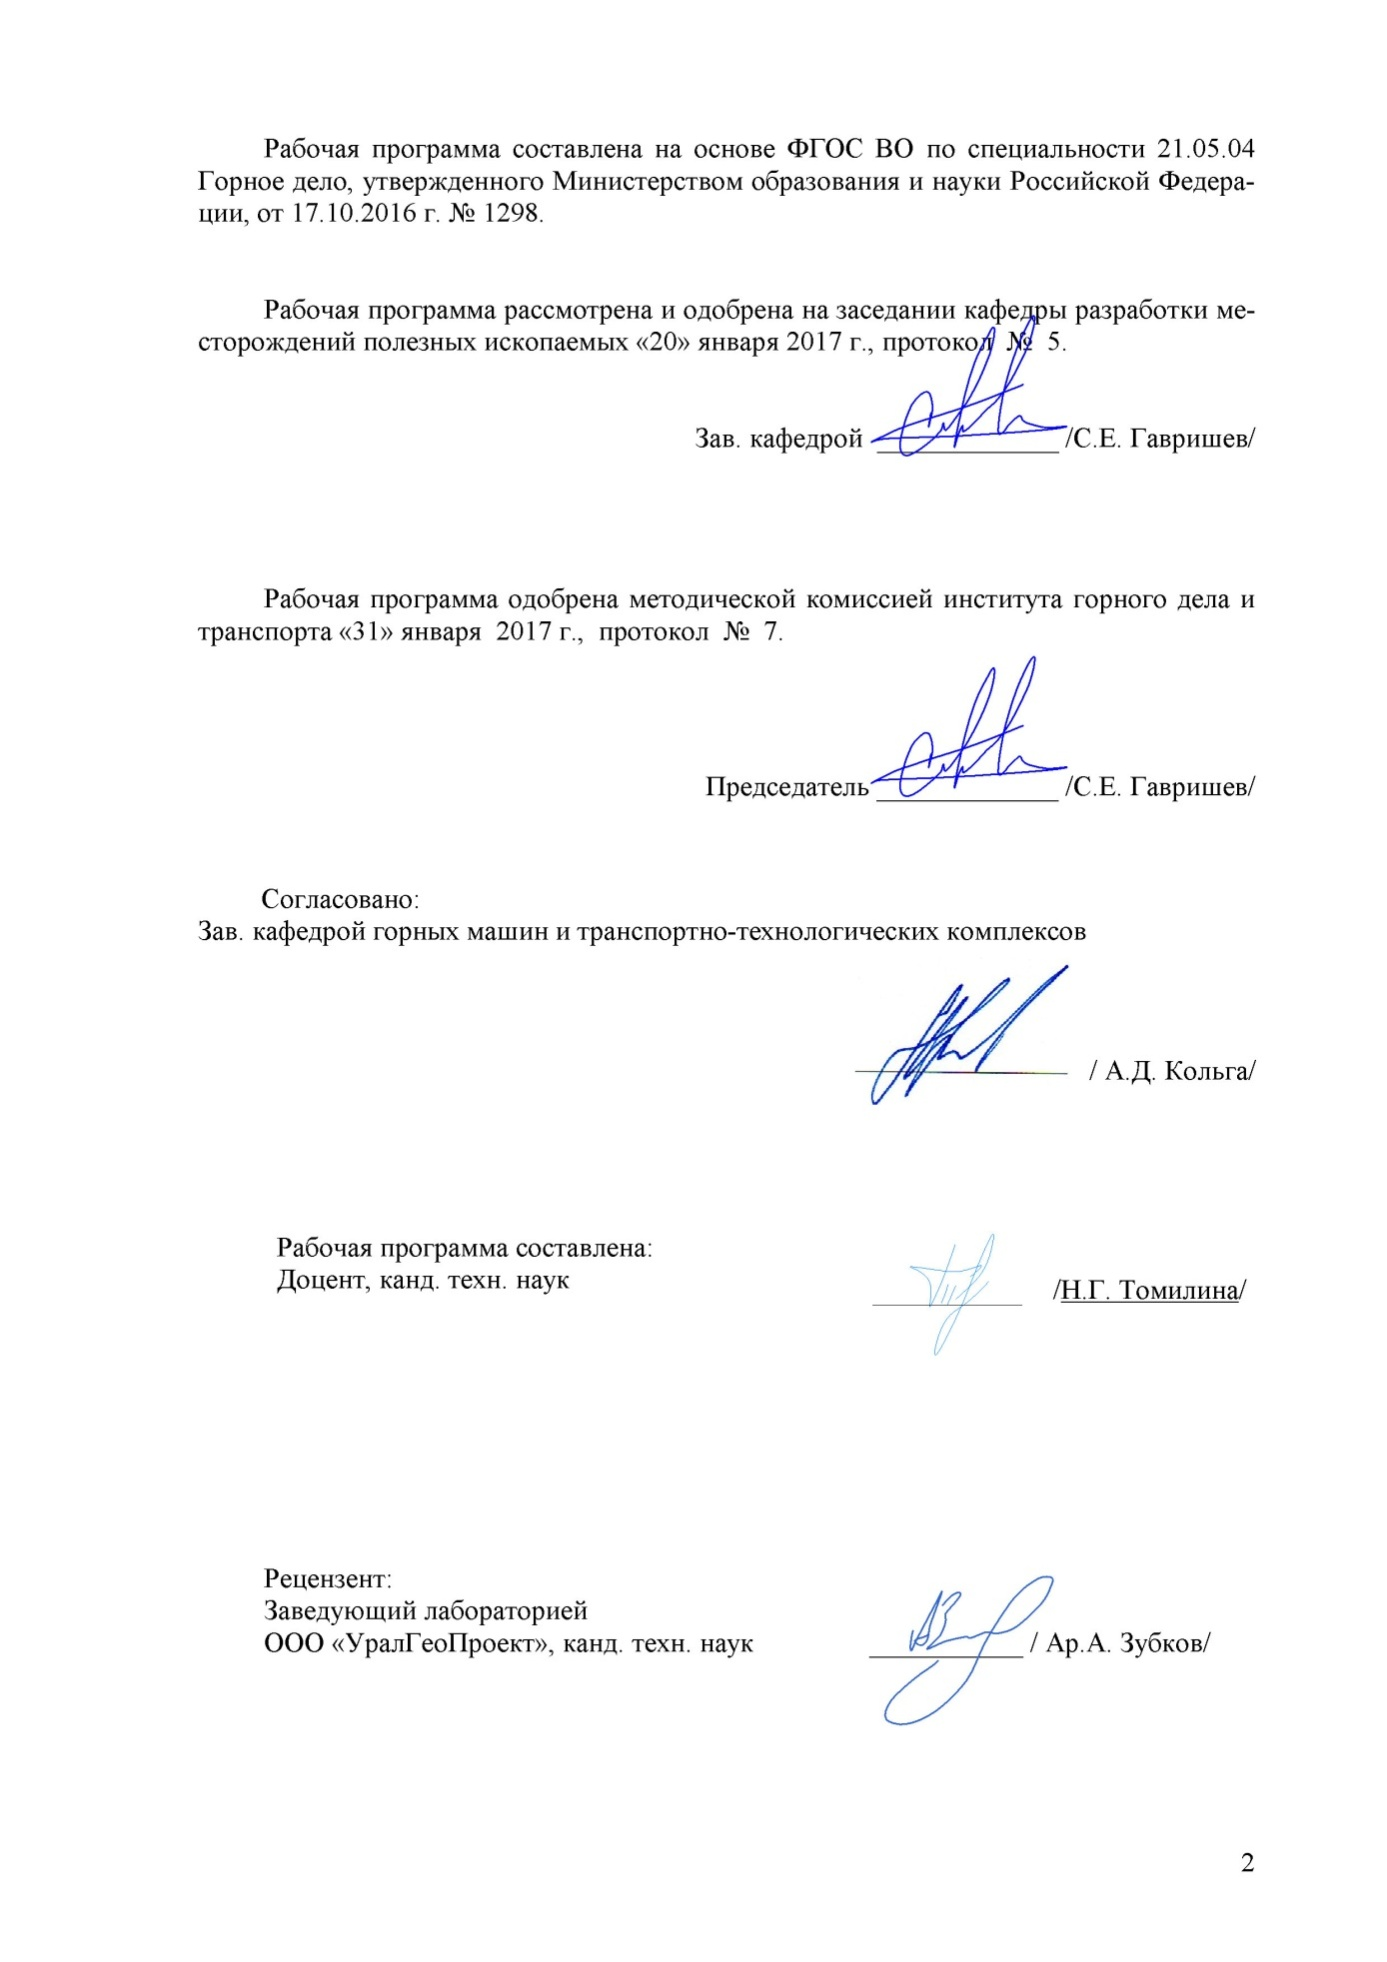 Рабочая программа составлена на основе ФГОС ВО по специальности 21.05.04
Горное дело, утвержденного Министерством образования и науки Российской Федера-
ции, от 17.10.2016 г. № 1298.
Рабочая программа рассмотрена и одобрена на заседании кафедры разработки ме-
сторождений полезных ископаемых «20» января 2017 г., протокол № 5.
Зав. кафедрой ______________ /С.Е. Гавришев/
Рабочая программа одобрена методической комиссией института горного дела и
транспорта «31» января 2017 г., протокол № 7.
Председатель ______________ /С.Е. Гавришев/
Согласовано:
Зав. кафедрой горных машин и транспортно-технологических комплексов
/ А.Д. Кольга/
Рабочая программа составлена:
Доцент, канд. техн. наук ___________ /Н.Г. Томилина/
Рецензент:
Заведующий лабораторией
ООО «УралГеоПроект», канд. техн. наук ___________ / Ар.А. Зубков/
2